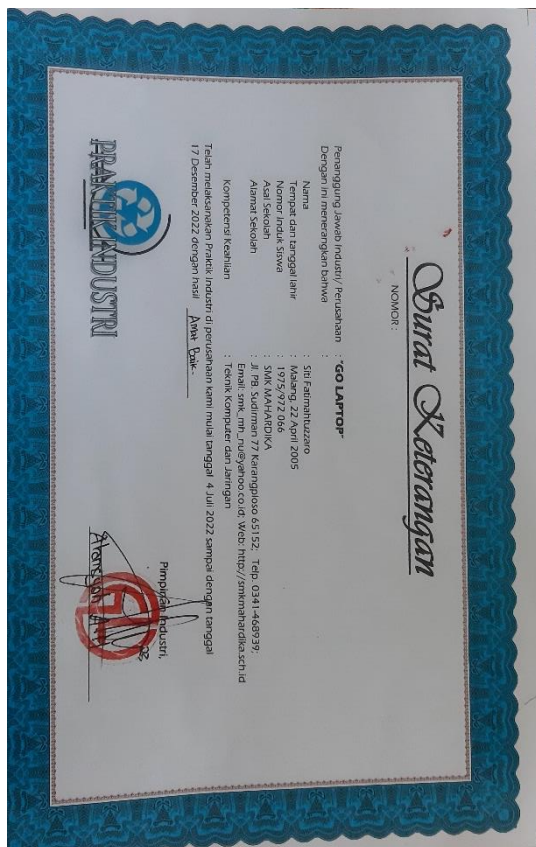 Surat Keterangan
NOMOR :
Penanggung Jawab Industri/ Perusahaan : "GO LAPTOP"
Dengan ini menerangkan bahwa :
Nama : Siti Fatimahtuzzaro
Tempat dan tanggal lahir : Malang, 22 April 2005
Nomor Induk Siswa : 1975/972 066
Asal Sekolah : SMK MAHARDIKA
Alamat Sekolah : Jl. PB. Sudirman 77 Karangploso 65152; Telp. 0341-468939;
Email: smk_mh_nu@yahoo.co.id; Web: http://smkmahardika.sch.id
Kompetensi Keahlian : Teknik Komputer dan Jaringan
Telah melaksanakan Praktik Industri di perusahaan kami mulai tanggal 4 Juli 2022 sampai dengan tanggal
17 Desember 2022 dengan hasil Amat Baik.
Pimpinan Industri,
PRAKTIK INDUSTRI